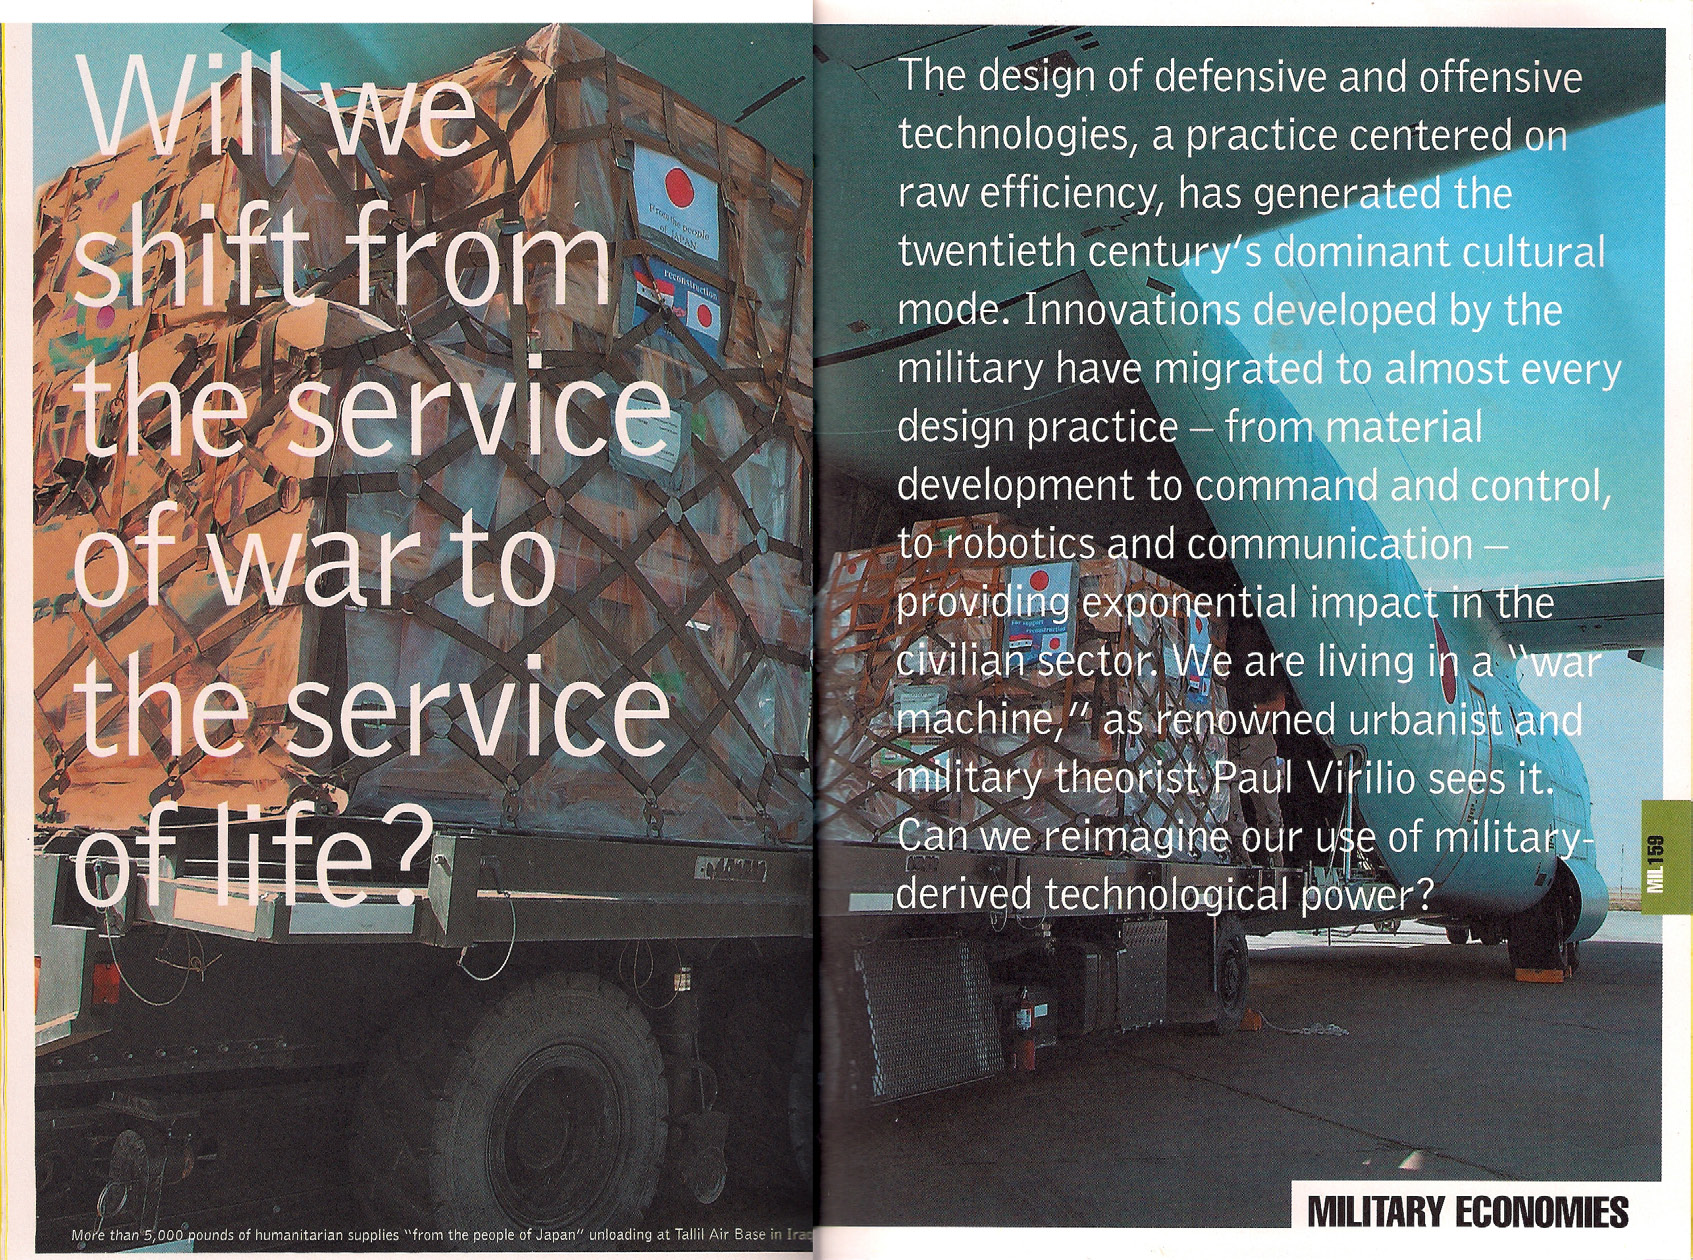 Will we
shift from
the service
of war to
the service
of life?
From the people
of JAPAN
reconstruction
More than 5,000 pounds of humanitarian supplies “from the people of Japan” unloading at Tallil Air Base in Iraq
The design of defensive and offensive
technologies, a practice centered on
raw efficiency, has generated the
twentieth century’s dominant cultural
mode. Innovations developed by the
military have migrated to almost every
design practice – from material
development to command and control,
to robotics and communication –
providing exponential impact in the
civilian sector. We are living in a “war
machine,” as renowned urbanist and
military theorist Paul Virilio sees it.
Can we reimagine our use of military-
derived technological power?
For support
reconstruction
MIL159
MILITARY ECONOMIES